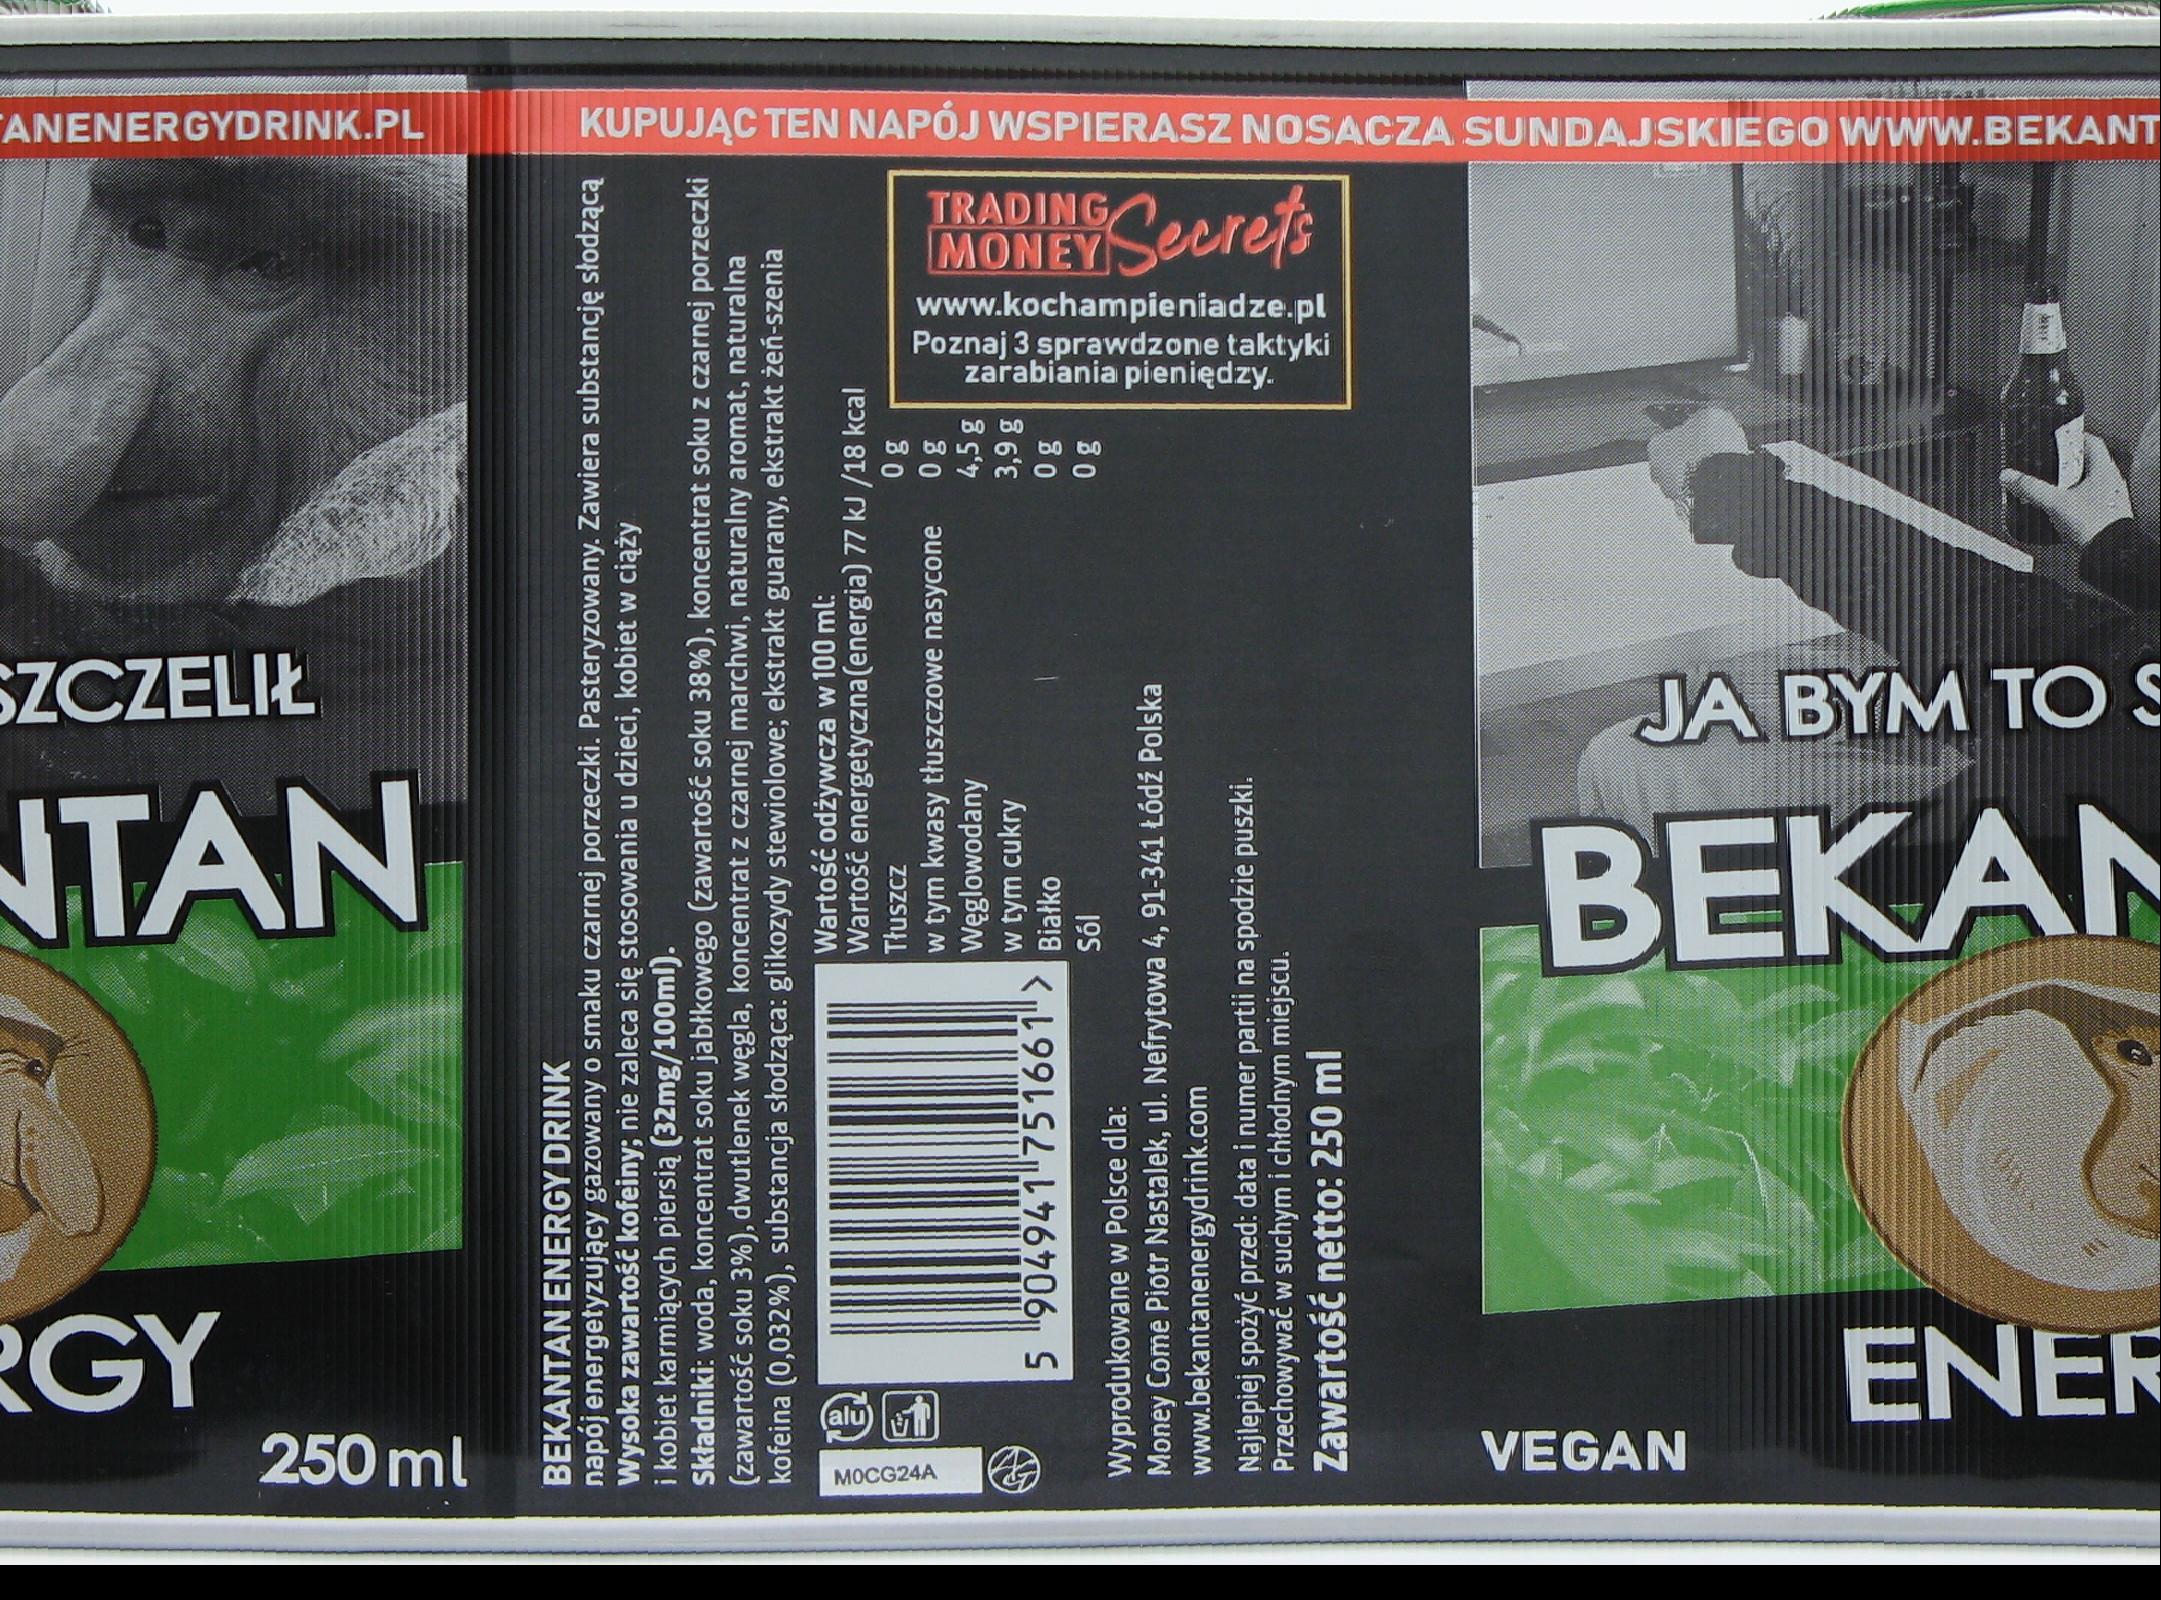 TANENERGYDRINK.PL
KUPUJĄC TEN NAPÓJ WSPIERASZ NOSACZA SUNDAJSKIEGO WWW.BEKANT
SZCZELIŁ
NTAN
RGY
250 ml
BEKANTAN ENERGY DRINK
napój energetyzujący gazowany o smaku czarnej porzeczki. Pasteryzowany. Zawiera substancję słodzącą
Wysoka zawartość kofeiny; nie zaleca się stosowania u dzieci, kobiet w ciąży
i kobiet karmiących piersią (32mg/100ml).
Składniki: woda, koncentrat soku jabłkowego (zawartość soku 38%), koncentrat soku z czarnej porzeczki
(zawartość soku 3%), dwutlenek węgla, koncentrat z czarnej marchwi, naturalny aromat, naturalna
kofeina (0,032%), substancja słodząca: glikozydy stewiolowe; ekstrakt guarany, ekstrakt żeń-szenia
Wartość odżywcza w 100 ml:
Wartość energetyczna(energia) 77 kJ /18 kcal
Tłuszcz 0 g
w tym kwasy tłuszczowe nasycone 0 g
Węglowodany 4,5 g
w tym cukry 3,9 g
Białko 0 g
Sól 0 g
5 904941 751661 >
alu
M0CG24A
Wyprodukowane w Polsce dla:
Money Come Piotr Nastalek, ul. Nefrytowa 4, 91-341 Łódź Polska
www.bekantanenergydrink.com
Najlepiej spożyć przed: data i numer partii na spodzie puszki.
Przechowywać w suchym i chłodnym miejscu.
Zawartość netto: 250 ml
TRADING
MONEY Secrets
www.kochampieniadze.pl
Poznaj 3 sprawdzone taktyki
zarabiania pieniędzy.
JA BYM TO S
BEKAN
ENER
VEGAN